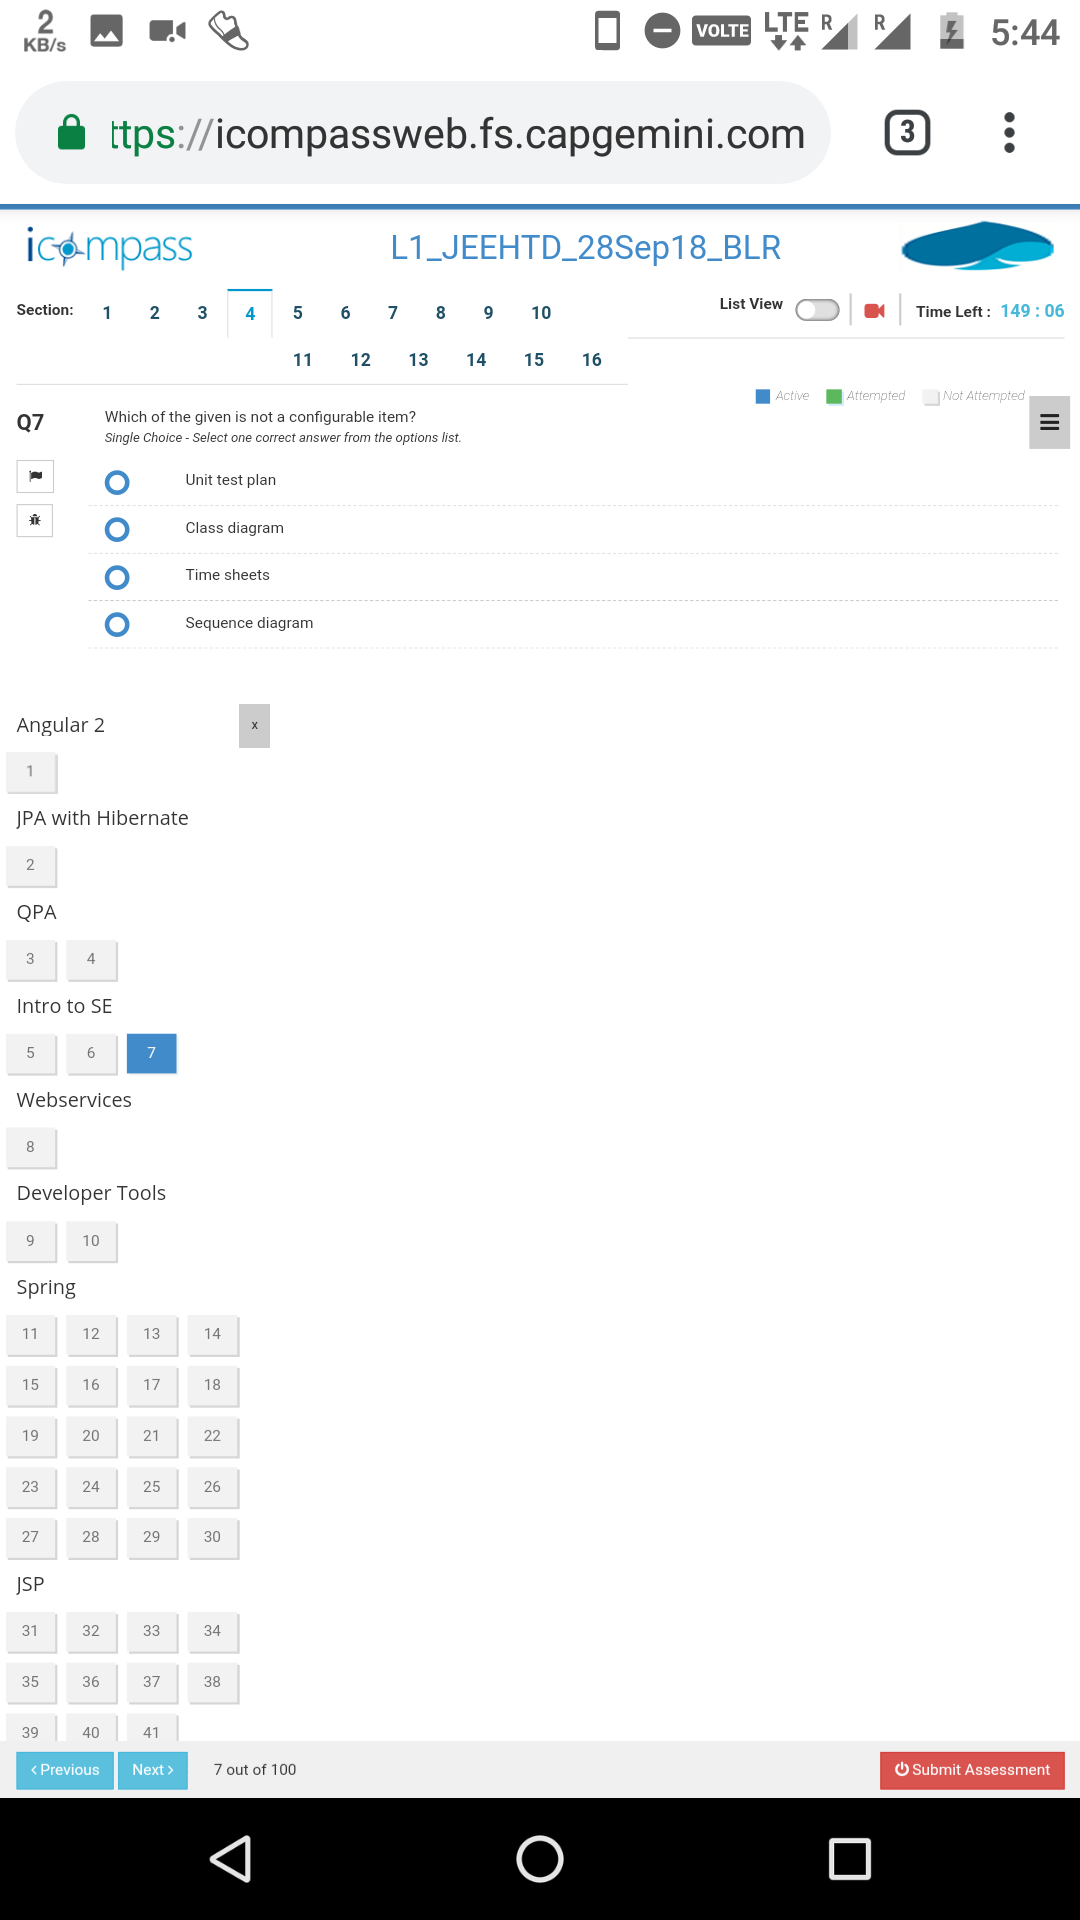 2
KB/s
VOLTE
LTE
R
R
5:44
ttps://icompassweb.fs.capgemini.com
3
icompass
L1_JEEHTD_28Sep18_BLR
Section: 1 2 3 4 5 6 7 8 9 10
11 12 13 14 15 16
List View
Time Left : 149 : 06
Active Attempted Not Attempted
Q7
Which of the given is not a configurable item?
Single Choice - Select one correct answer from the options list.
Unit test plan
Class diagram
Time sheets
Sequence diagram
Angular 2 x
1
JPA with Hibernate
2
QPA
3 4
Intro to SE
5 6 7
Webservices
8
Developer Tools
9 10
Spring
11 12 13 14
15 16 17 18
19 20 21 22
23 24 25 26
27 28 29 30
JSP
31 32 33 34
35 36 37 38
39 40 41
‹ Previous Next › 7 out of 100 Submit Assessment